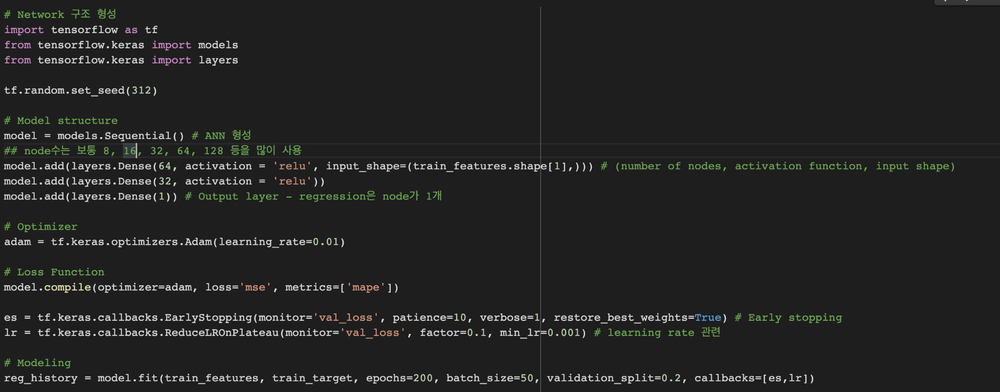 # Network 구조 형성
import tensorflow as tf
from tensorflow.keras import models
from tensorflow.keras import layers
tf.random.set_seed(312)
# Model structure
model = models.Sequential() # ANN 형성
## node수는 보통 8, 16, 32, 64, 128 등을 많이 사용
model.add(layers.Dense(64, activation = 'relu', input_shape=(train_features.shape[1],))) # (number of nodes, activation function, input shape)
model.add(layers.Dense(32, activation = 'relu'))
model.add(layers.Dense(1)) # Output layer - regression은 node가 1개
# Optimizer
adam = tf.keras.optimizers.Adam(learning_rate=0.01)
# Loss Function
model.compile(optimizer=adam, loss='mse', metrics=['mape'])
es = tf.keras.callbacks.EarlyStopping(monitor='val_loss', patience=10, verbose=1, restore_best_weights=True) # Early stopping
lr = tf.keras.callbacks.ReduceLROnPlateau(monitor='val_loss', factor=0.1, min_lr=0.001) # learning rate 관련
# Modeling
reg_history = model.fit(train_features, train_target, epochs=200, batch_size=50, validation_split=0.2, callbacks=[es,lr])